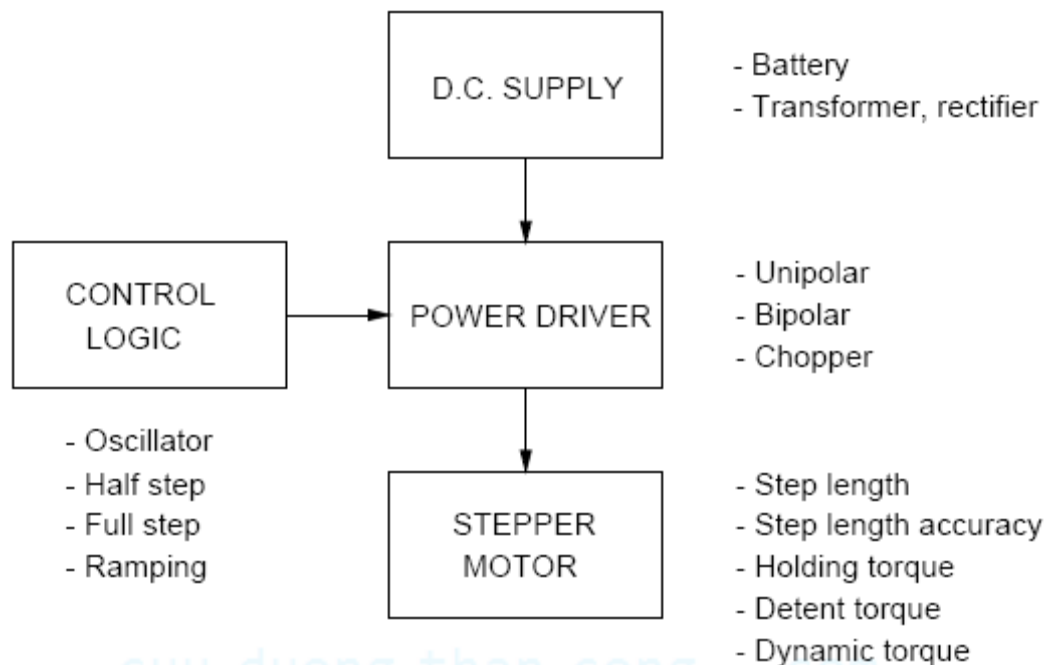 D.C. SUPPLY
- Battery
- Transformer, rectifier
CONTROL
LOGIC
POWER DRIVER
- Unipolar
- Bipolar
- Chopper
- Oscillator
- Half step
- Full step
- Ramping
STEPPER
MOTOR
- Step length
- Step length accuracy
- Holding torque
- Detent torque
- Dynamic torque